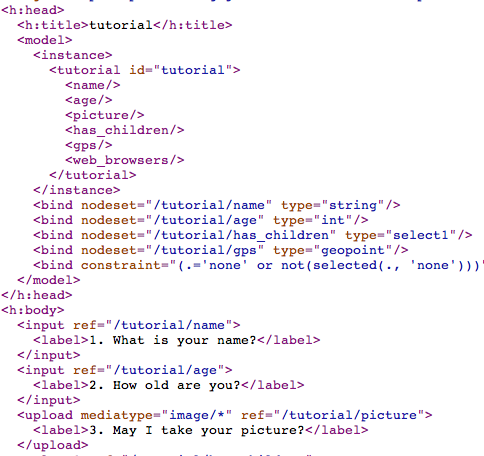 <h:head>
<h:title>tutorial</h:title>
<model>
<instance>
<tutorial id="tutorial">
<name/>
<age/>
<picture/>
<has_children/>
<gps/>
<web_browsers/>
</tutorial>
</instance>
<bind nodeset="/tutorial/name" type="string"/>
<bind nodeset="/tutorial/age" type="int"/>
<bind nodeset="/tutorial/has_children" type="select1"/>
<bind nodeset="/tutorial/gps" type="geopoint"/>
<bind constraint="(.='none' or not(selected(., 'none')))"
</model>
</h:head>
<h:body>
<input ref="/tutorial/name">
<label>1. What is your name?</label>
</input>
<input ref="/tutorial/age">
<label>2. How old are you?</label>
</input>
<upload mediatype="image/*" ref="/tutorial/picture">
<label>3. May I take your picture?</label>
</upload>